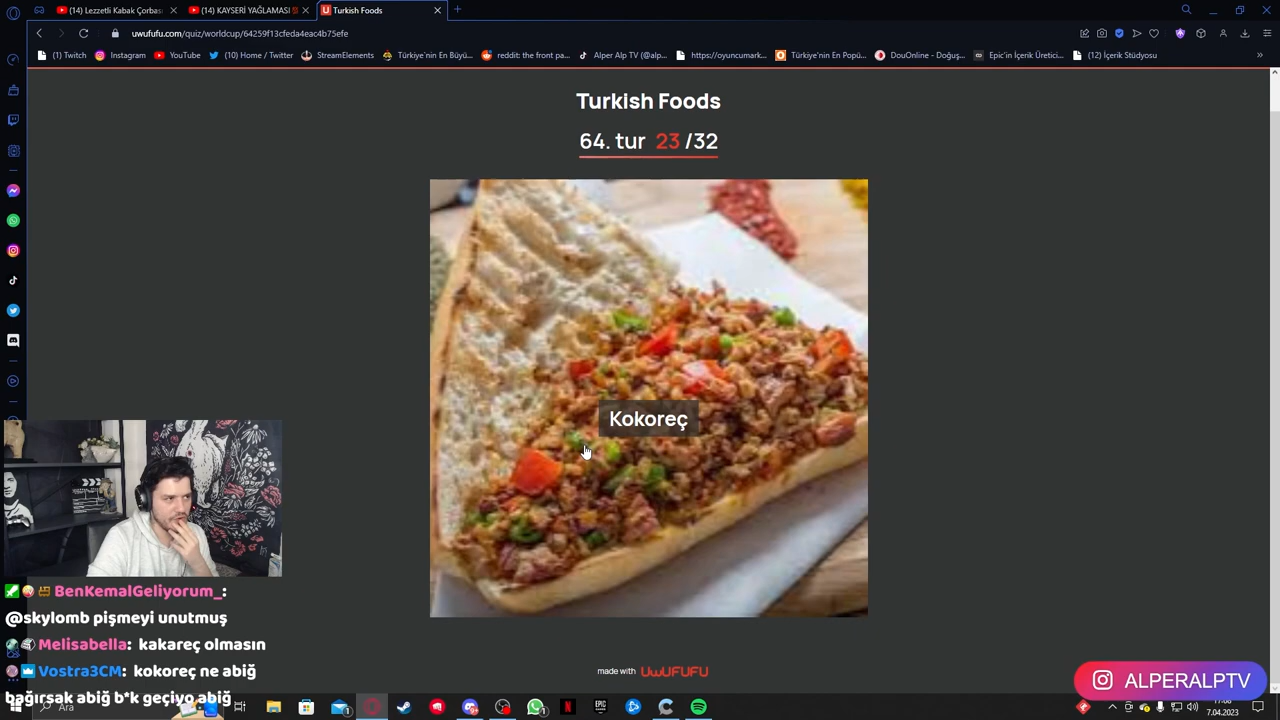 (14) Lezzetli Kabak Çorbası
(14) KAYSERİ YAĞLAMASI
Turkish Foods
uwufufu.com/quiz/worldcup/64259f13cfeda4eac4b75efe
(1) Twitch
Instagram
YouTube
(10) Home / Twitter
StreamElements
Türkiye'nin En Büyü...
reddit: the front pa...
Alper Alp TV (@alp...
https://oyuncumark...
Türkiye'nin En Popü...
DouOnline - Doğuş...
Epic'in İçerik Üretici...
(12) İçerik Stüdyosu
Turkish Foods
64. tur 23 /32
Kokoreç
made with UWUFUFU
BenKemalGeliyorum_:
@skylomb pişmeyi unutmuş
Melisabella: kakareç olmasın
Vostra3CM: kokoreç ne abiğ
bağırsak abiğ b*k geçiyo abiğ
ALPERALPTV
Ara
7.04.2023